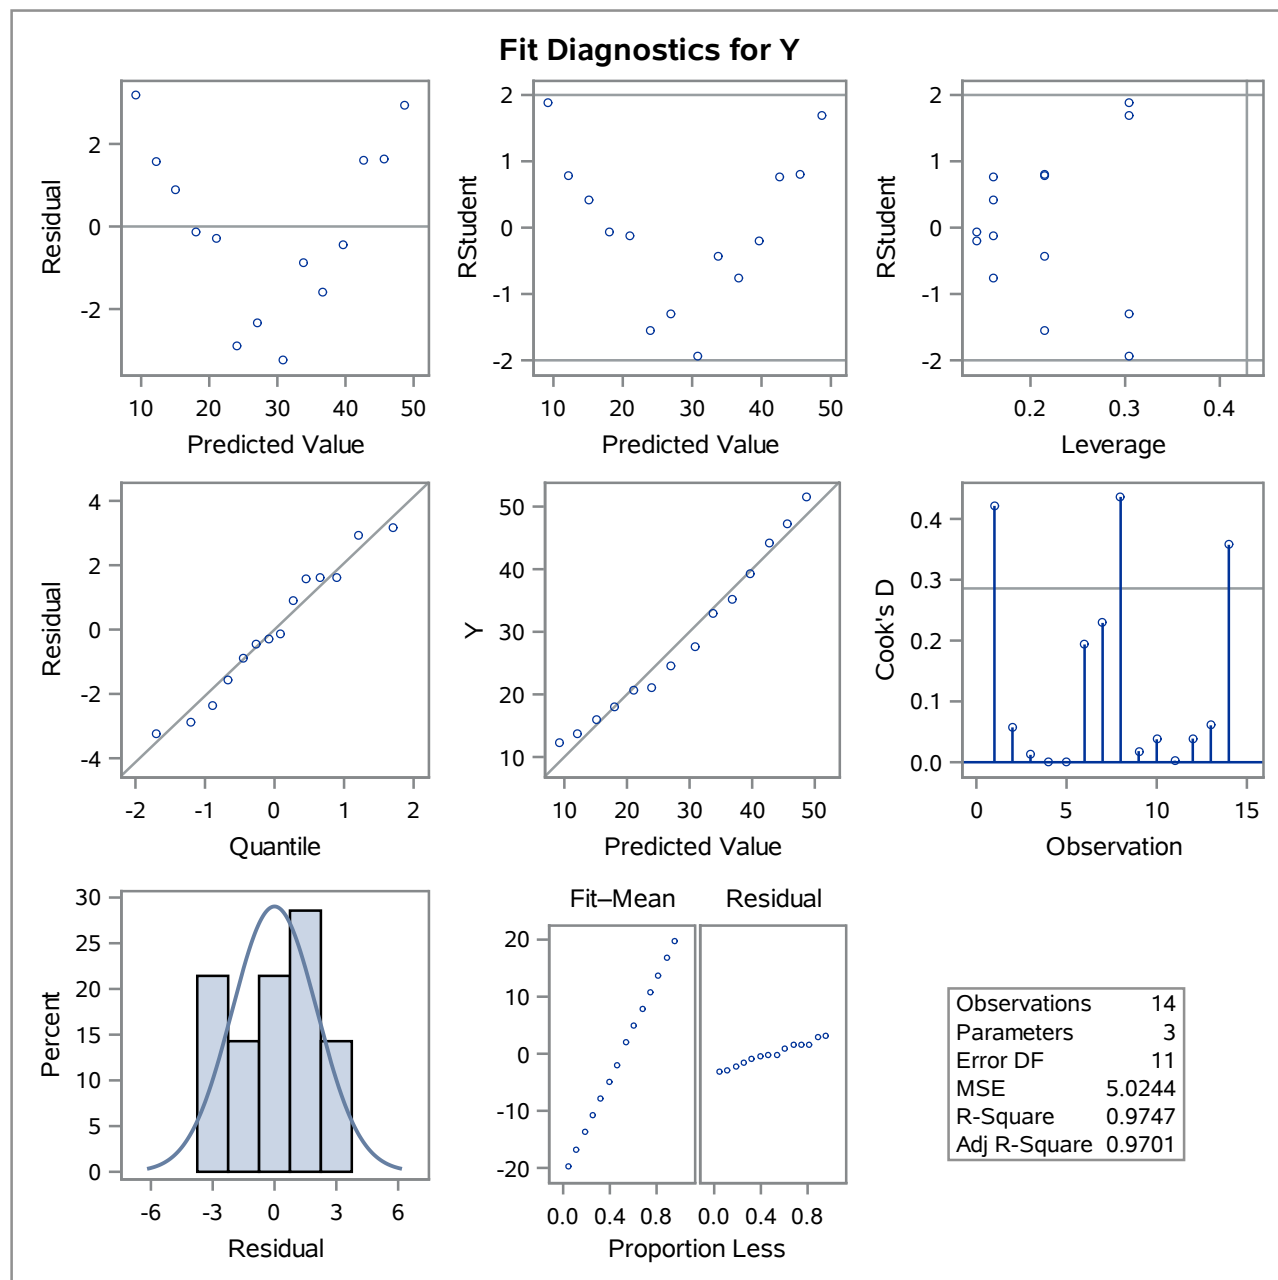 Fit Diagnostics for Y
Residual
2
0
-2
10 20 30 40 50
Predicted Value
RStudent
2
1
0
-1
-2
10 20 30 40 50
Predicted Value
RStudent
2
1
0
-1
-2
0.2 0.3 0.4
Leverage
Residual
4
2
0
-2
-4
-2 -1 0 1 2
Quantile
Y
50
40
30
20
10
10 20 30 40 50
Predicted Value
Cook's D
0.4
0.3
0.2
0.1
0.0
0 5 10 15
Observation
Percent
30
25
20
15
10
5
0
-6 -3 0 3 6
Residual
Fit–Mean Residual
20
10
0
-10
-20
0.0 0.4 0.8 0.0 0.4 0.8
Proportion Less
Observations 14
Parameters 3
Error DF 11
MSE 5.0244
R-Square 0.9747
Adj R-Square 0.9701